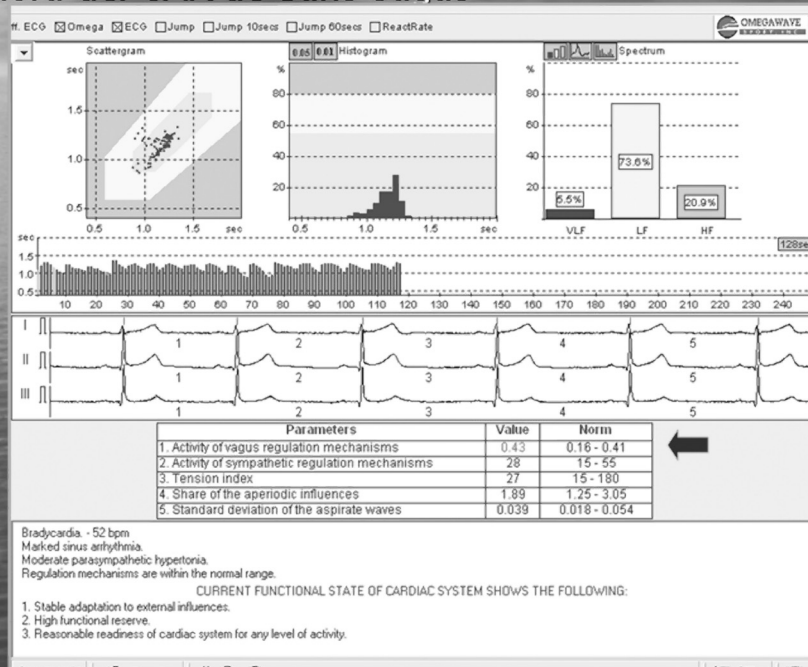 ff. ECG Omega ECG Jump Jump 10secs Jump 60secs ReactRate
OMEGAWAVE
SPORT INC
Scattergram
0.05 0.01 Histogram
Spectrum
sec
1.5
1.0
0.5
0.5 1.0 1.5 sec
%
80
60
40
20
0.5 1.0 1.5 sec
%
80
60
40
20
5.5%
73.6%
20.9%
VLF LF HF
sec
1.5
1.0
0.5
128se
10 20 30 40 50 60 70 80 90 100 110 120 130 140 150 160 170 180 190 200 210 220 230 240
I
1 2 3 4 5
II
1 2 3 4 5
III
1 2 3 4 5
Parameters Value Norm
1. Activity of vagus regulation mechanisms 0.43 0.16 - 0.41
2. Activity of sympathetic regulation mechanisms 28 15 - 55
3. Tension index 27 15 - 180
4. Share of the aperiodic influences 1.89 1.25 - 3.05
5. Standard deviation of the aspirate waves 0.039 0.018 - 0.054
Bradycardia. - 52 bpm
Marked sinus arrhythmia.
Moderate parasympathetic hypertonia.
Regulation mechanisms are within the normal range.
CURRENT FUNCTIONAL STATE OF CARDIAC SYSTEM SHOWS THE FOLLOWING:
1. Stable adaptation to external influences.
2. High functional reserve.
3. Reasonable readiness of cardiac system for any level of activity.